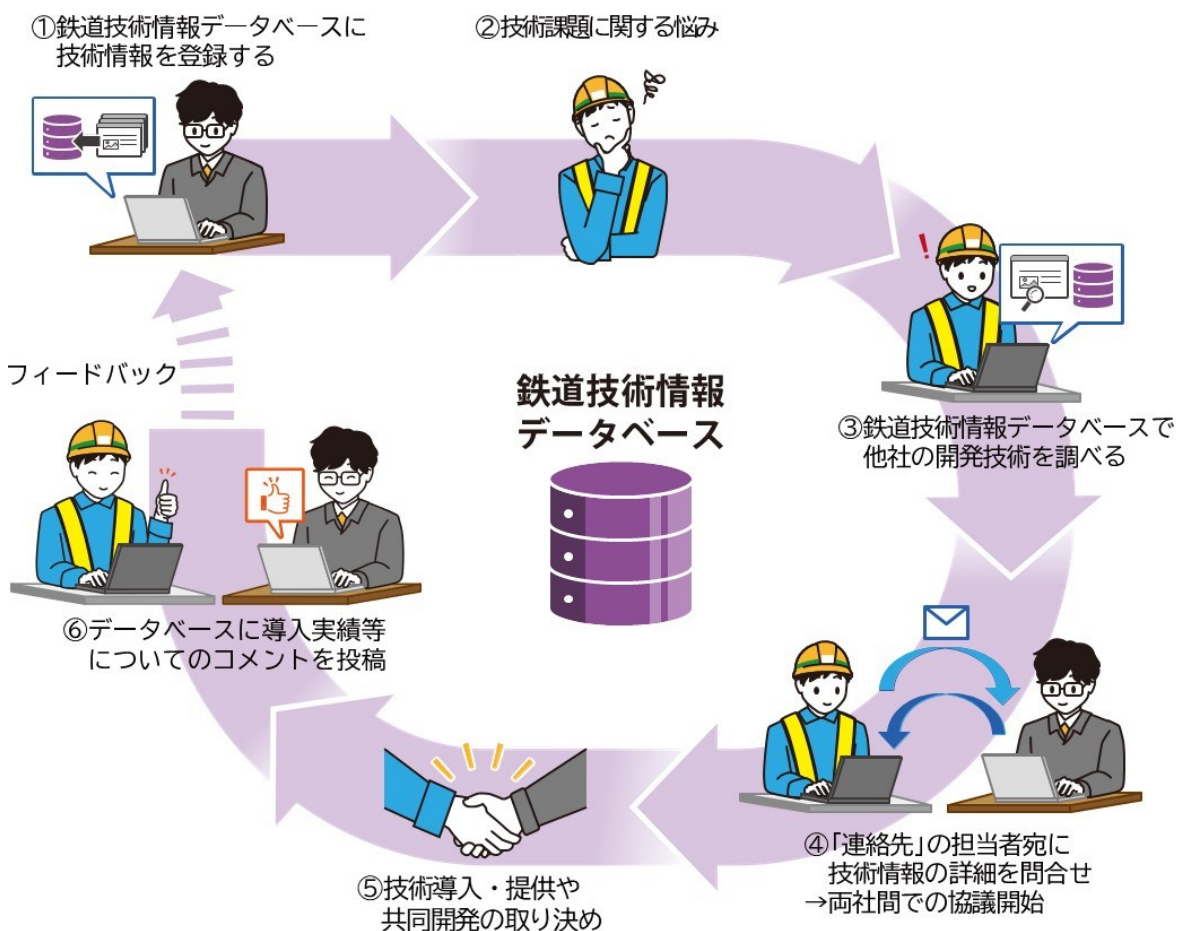 ①鉄道技術情報データベースに
技術情報を登録する
②技術課題に関する悩み
!
③鉄道技術情報データベースで
他社の開発技術を調べる
④「連絡先」の担当者宛に
技術情報の詳細を問合せ
→両社間での協議開始
⑤技術導入・提供や
共同開発の取り決め
⑥データベースに導入実績等
についてのコメントを投稿
フィードバック
鉄道技術情報
データベース